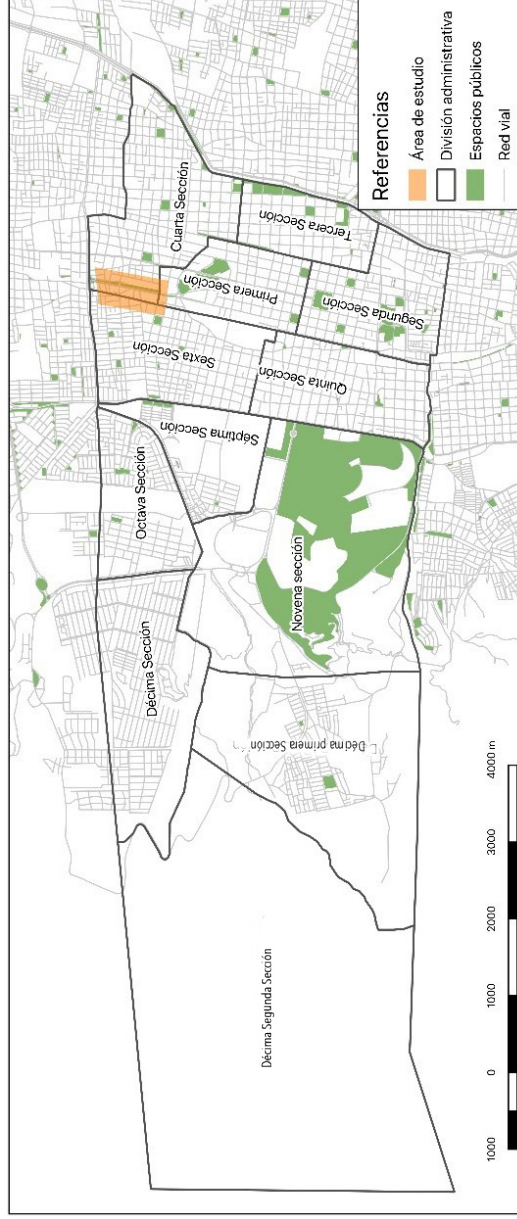 Cuarta Sección
Tercera Sección
Primera Sección
Segunda Sección
Sexta Sección
Quinta Sección
Séptima Sección
Octava Sección
Novena sección
Décima Sección
Décima primera Sección
Décima Segunda Sección
Referencias
Área de estudio
División administrativa
Espacios públicos
Red vial
1000 0 1000 2000 3000 4000 m